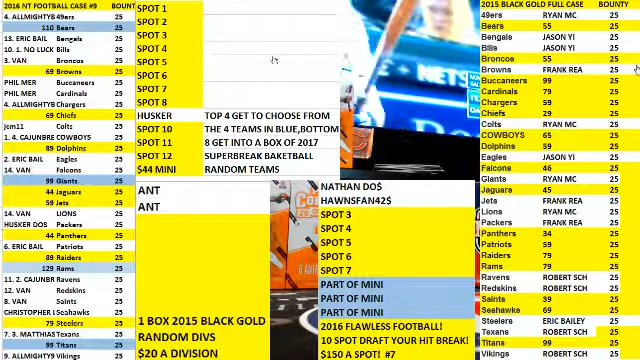 2016 NT FOOTBALL CASE #9 BOUNT
4. ALLMIGHTYB 49ers 25
110 Bears 25
13. ERIC BAIL Bengals 25
10. 1. NO LUCK Bills 25
3. VAN Broncos 25
69 Browns 25
PHIL MER Buccaneers 25
PHIL MER Cardinals 25
4. ALLMIGHTYB Chargers 25
69 Chiefs 25
jcm11 Colts 25
1. 4. CAJUNBRE COWBOYS 25
89 Dolphins 25
2. ERIC BAIL Eagles 25
14. VAN Falcons 25
99 Giants 25
44 Jaguars 25
59 Jets 25
14. VAN LIONS 25
HUSKER DOS Packers 25
44 Panthers 25
6. ERIC BAIL Patriots 25
89 Raiders 25
129 Rams 25
11. 2. CAJUNBR Ravens 25
12. VAN Redskins 25
8. VAN Saints 25
CHRISTOPHER Seahawks 25
79 Steelers 25
7. 3. MATTHIAS Texans 25
99 Titans 25
9. ALLMIGHTYB Vikings 25
SPOT 1
SPOT 2
SPOT 3
SPOT 4
SPOT 5
SPOT 6
SPOT 7
SPOT 8
HUSKER TOP 4 GET TO CHOOSE FROM
SPOT 10 THE 4 TEAMS IN BLUE,BOTTOM
SPOT 11 8 GET INTO A BOX OF 2017
SPOT 12 SUPERBREAK BAKETBALL
$44 MINI RANDOM TEAMS
ANT
ANT
1 BOX 2015 BLACK GOLD
RANDOM DIVS
$20 A DIVISION
NATHAN DO$
HAWNSFAN42$
SPOT 3
SPOT 4
SPOT 5
SPOT 6
SPOT 7
PART OF MINI
PART OF MINI
PART OF MINI
2016 FLAWLESS FOOTBALL!
10 SPOT DRAFT YOUR HIT BREAK!
$150 A SPOT! #7
2015 BLACK GOLD FULL CASE BOUNTY
49ers RYAN MC 25
Bears 55 25
Bengale JASON YI 25
Bills JASON YI 25
Broncos 55 25
Browns FRANK REA 25
Buccaneers 99 25
Cardinals 79 25
Chargers 59 25
Chiefs 29 25
Colts RYAN MC 25
COWBOYS 65 25
Dolphins 59 25
Eagles JASON YI 25
Falcons 46 25
Giants RYAN MC 25
Jaguars 45 25
Jets FRANK REA 25
Lions RYAN MC 25
Packers FRANK REA 25
Panthers 34 25
Patriots 59 25
Raiders 79 25
Rams 79 25
Ravens ROBERT SCH 25
Redskins ROBERT SCH 25
Saints 39 25
Seahawks 69 25
Steelers ERIC BAILEY 25
Texans ROBERT SCH 25
Titans 99 25
Vikings ROBERT SCH 25